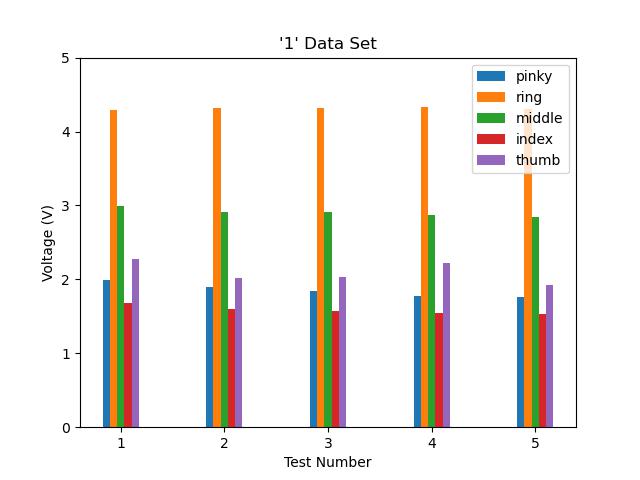 '1' Data Set
5
4
3
2
1
0
Voltage (V)
pinky
ring
middle
index
thumb
1 2 3 4 5
Test Number